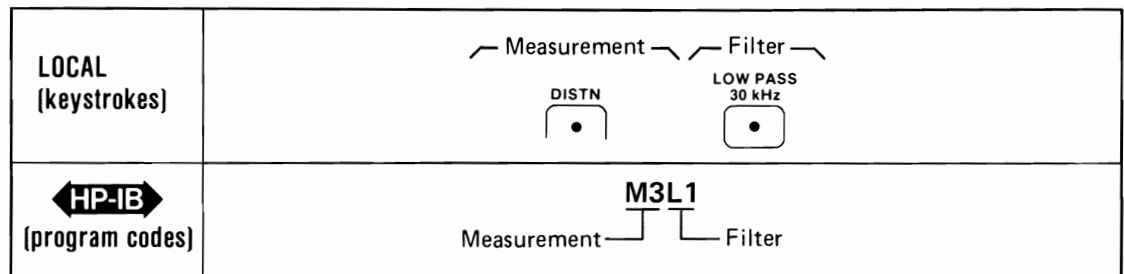 LOCAL
(keystrokes)
Measurement Filter
DISTN
LOW PASS
30 kHz
HP-IB
(program codes)
M3L1
Measurement Filter